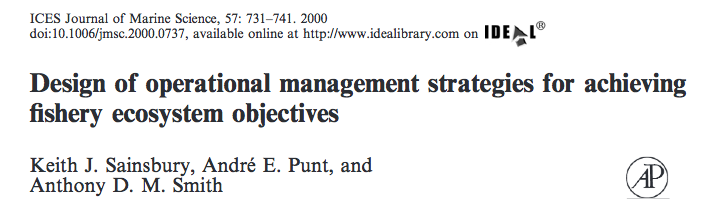 ICES Journal of Marine Science, 57: 731–741. 2000
doi:10.1006/jmsc.2000.0737, available online at http://www.idealibrary.com on IDEAL®
Design of operational management strategies for achieving
fishery ecosystem objectives
Keith J. Sainsbury, André E. Punt, and
Anthony D. M. Smith
AP